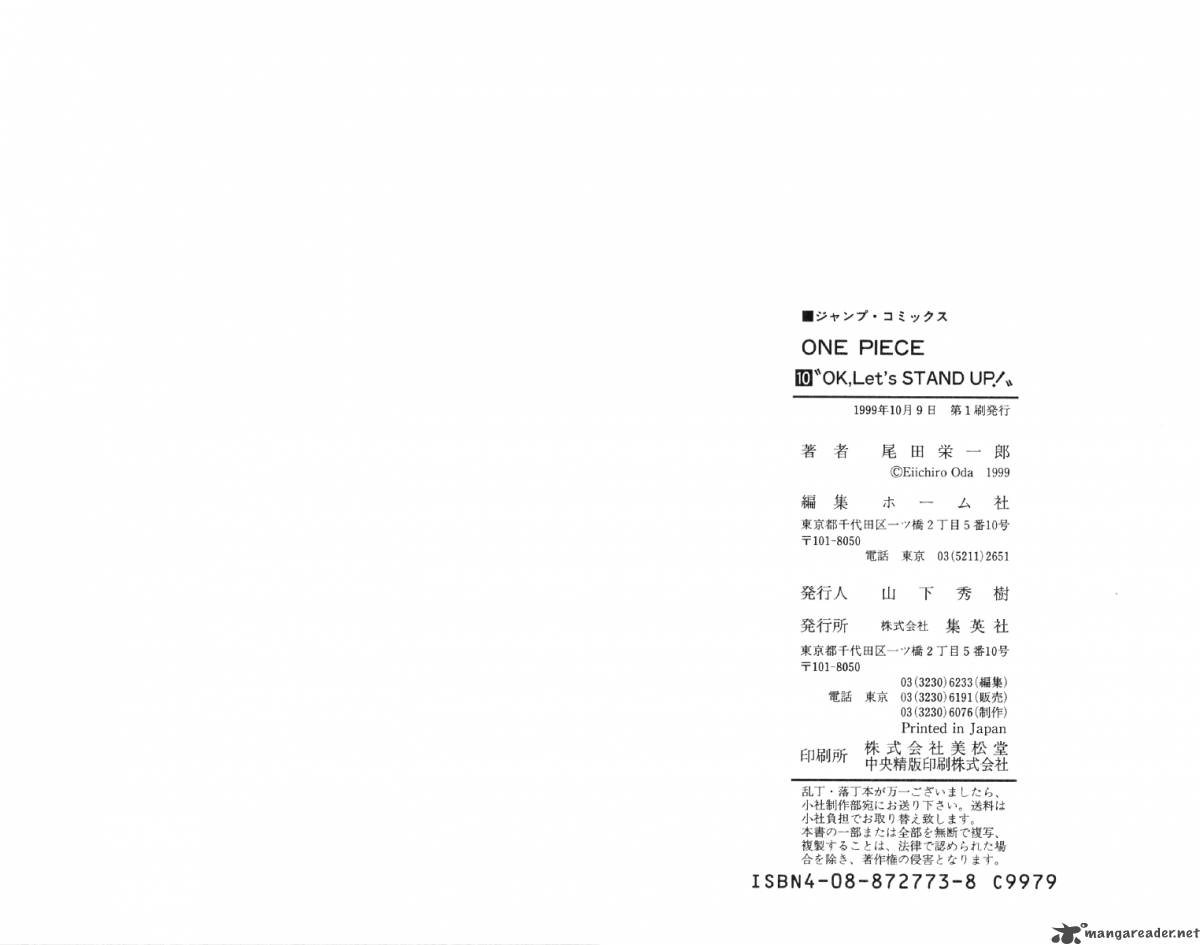 ■ジャンプ・コミックス
ONE PIECE
10〝OK,Let's STAND UP!〟
1999年10月9日 第1刷発行
著者 尾田栄一郎
©Eiichiro Oda 1999
編集 ホーム社
東京都千代田区一ツ橋2丁目5番10号
〒101-8050
電話 東京 03(5211)2651
発行人 山下秀樹
発行所 株式会社 集英社
東京都千代田区一ツ橋2丁目5番10号
〒101-8050
03(3230)6233(編集)
電話 東京 03(3230)6191(販売)
03(3230)6076(制作)
Printed in Japan
印刷所 株式会社美松堂
中央精版印刷株式会社
乱丁・落丁本が万一ございましたら、
小社制作部宛にお送り下さい。送料は
小社負担でお取り替え致します。
本書の一部または全部を無断で複写、
複製することは、法律で認められた場
合を除き、著作権の侵害となります。
ISBN4-08-872773-8 C9979
mangareader.net